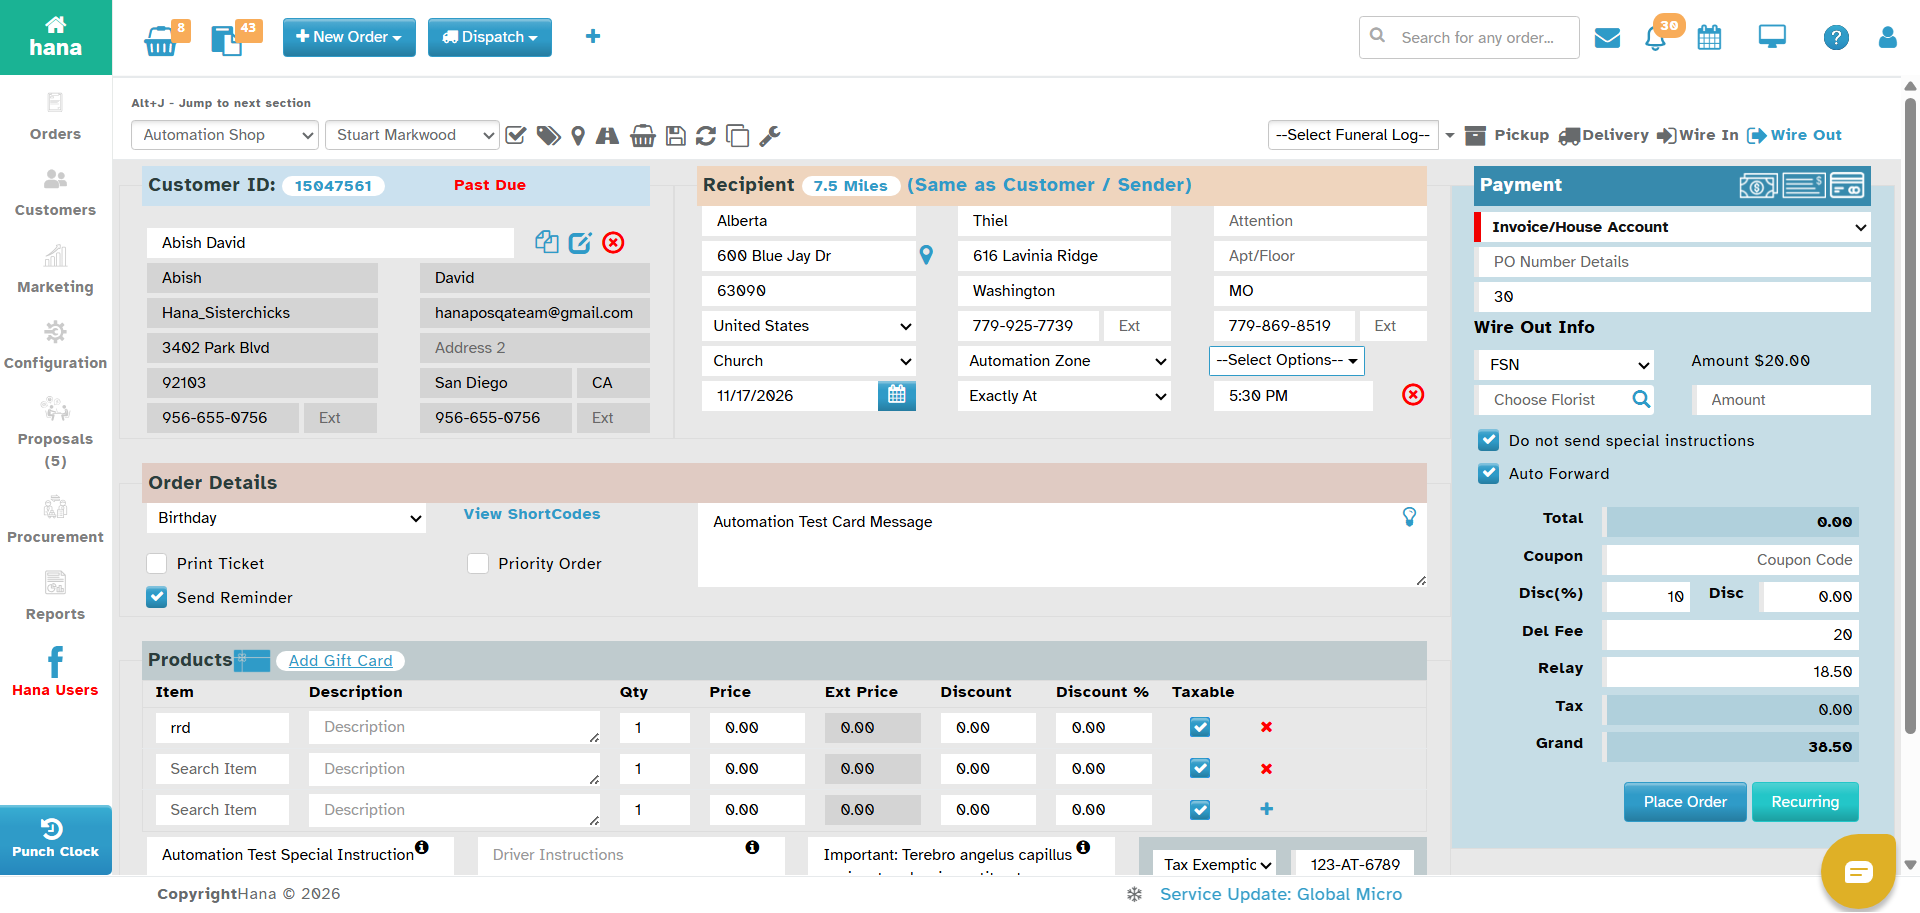 hana
8
43
New Order
Dispatch
Search for any order...
30
Orders
Customers
Marketing
Configuration
Proposals
(5)
Procurement
Reports
Hana Users
Punch Clock
Alt+J - Jump to next section
Automation Shop
Stuart Markwood
--Select Funeral Log--
Pickup
Delivery
Wire In
Wire Out
Customer ID: 15047561 Past Due
Abish David
Abish David
Hana_Sisterchicks hanaposqateam@gmail.com
3402 Park Blvd Address 2
92103 San Diego CA
956-655-0756 Ext 956-655-0756 Ext
Recipient 7.5 Miles (Same as Customer / Sender)
Alberta Thiel Attention
600 Blue Jay Dr 616 Lavinia Ridge Apt/Floor
63090 Washington MO
United States 779-925-7739 Ext 779-869-8519 Ext
Church Automation Zone --Select Options--
11/17/2026 Exactly At 5:30 PM
Payment
Invoice/House Account
PO Number Details
30
Wire Out Info
FSN Amount $20.00
Choose Florist Amount
Do not send special instructions
Auto Forward
Total 0.00
Coupon Coupon Code
Disc(%) 10 Disc 0.00
Del Fee 20
Relay 18.50
Tax 0.00
Grand 38.50
Place Order Recurring
Order Details
Birthday View ShortCodes Automation Test Card Message
Print Ticket Priority Order
Send Reminder
Products Add Gift Card
Item Description Qty Price Ext Price Discount Discount % Taxable
rrd Description 1 0.00 0.00 0.00 0.00
Search Item Description 1 0.00 0.00 0.00 0.00
Search Item Description 1 0.00 0.00 0.00 0.00
Automation Test Special Instruction Driver Instructions Important: Terebro angelus capillus
Tax Exemptic 123-AT-6789
CopyrightHana © 2026
Service Update: Global Micro